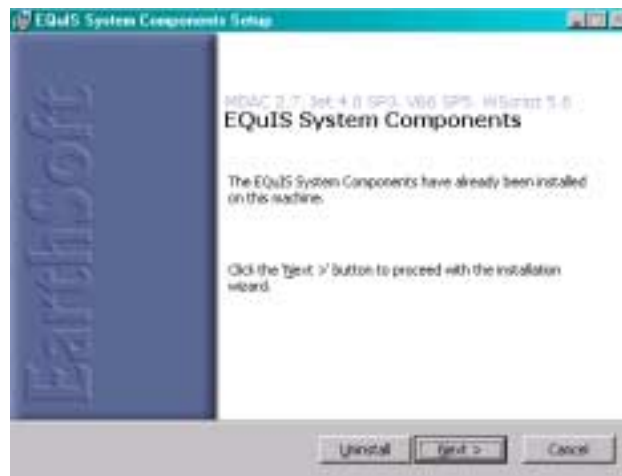 EQuIS System Components Setup
EarthSoft
MDAC 2.7, Jet 4.0 SP3, VB6 SP5, WScript 5.6
EQuIS System Components
The EQuIS System Components have already been installed
on this machine.
Click the 'Next >' button to proceed with the installation
wizard.
Uninstall
Next >
Cancel